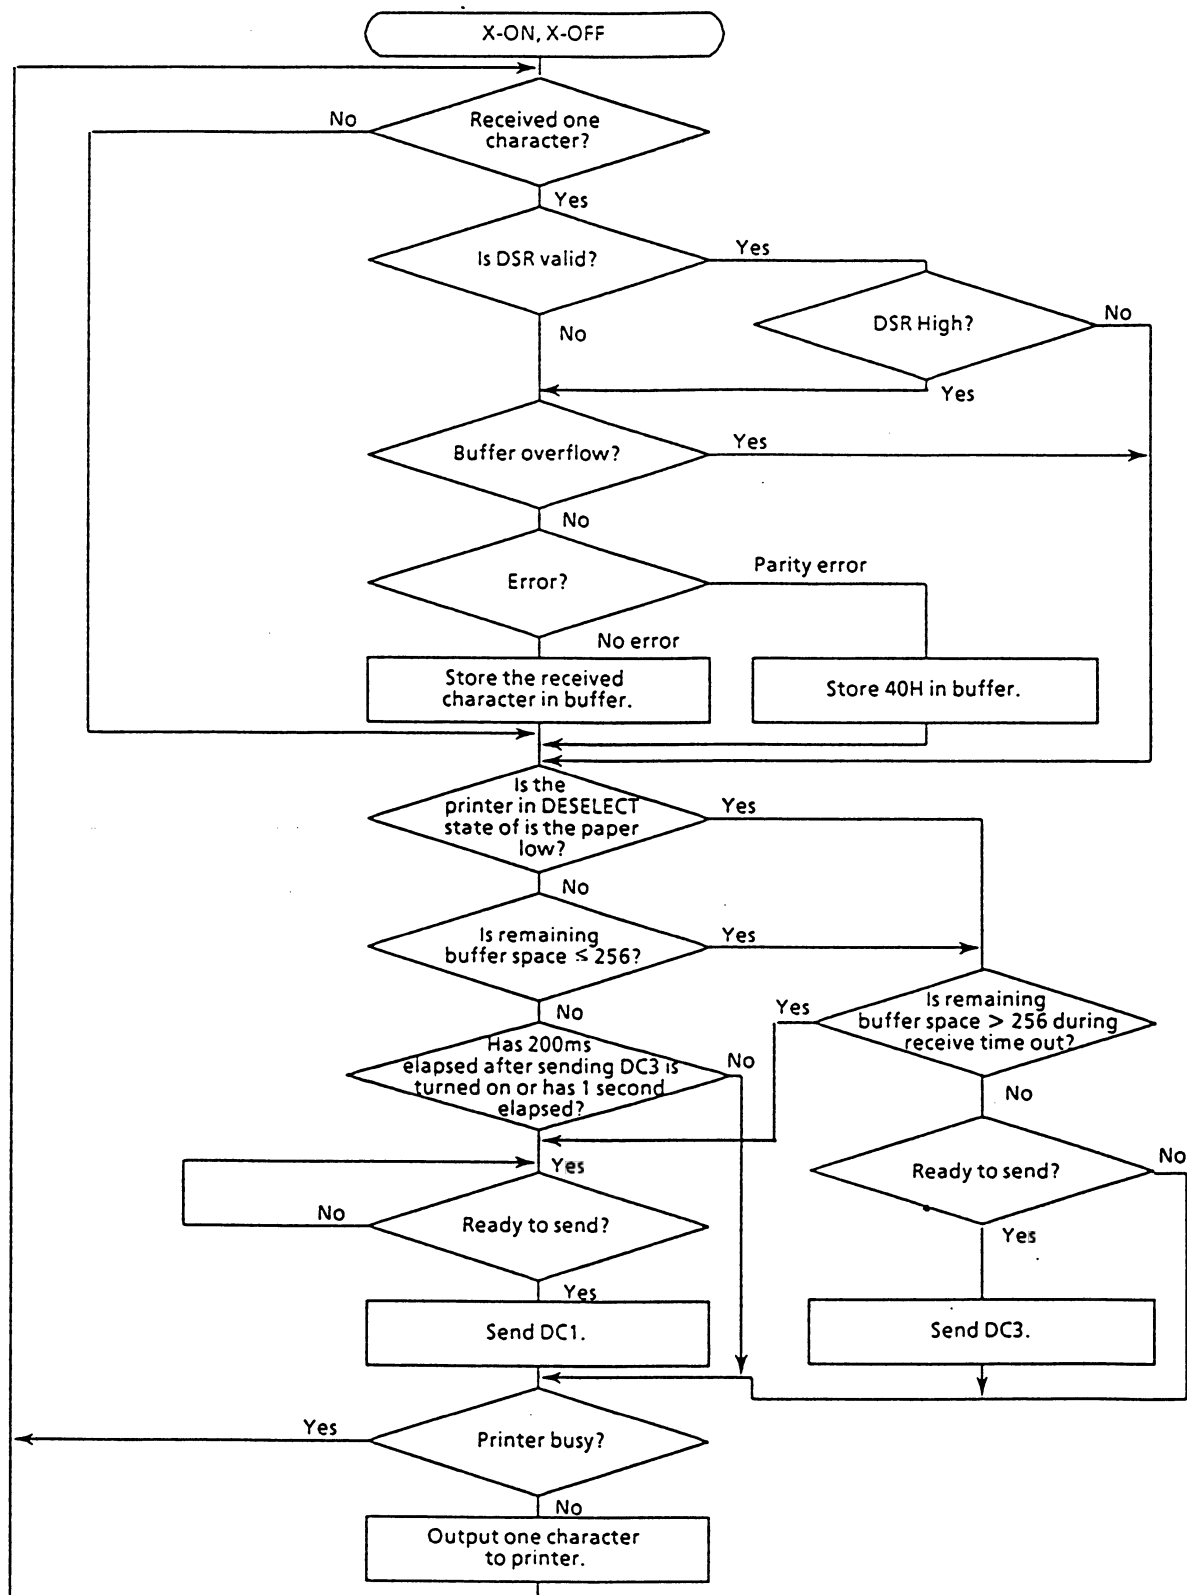 X-ON, X-OFF
Received one
character?
No
Yes
Is DSR valid?
Yes
No
DSR High?
No
Yes
Buffer overflow?
Yes
No
Error?
Parity error
No error
Store the received
character in buffer.
Store 40H in buffer.
Is the
printer in DESELECT
state of is the paper
low?
Yes
No
Is remaining
buffer space ≤ 256?
Yes
No
Is remaining
buffer space > 256 during
receive time out?
Yes
No
Has 200ms
elapsed after sending DC3 is
turned on or has 1 second
elapsed?
No
Yes
Ready to send?
No
Yes
Ready to send?
No
Yes
Send DC1.
Send DC3.
Printer busy?
Yes
No
Output one character
to printer.